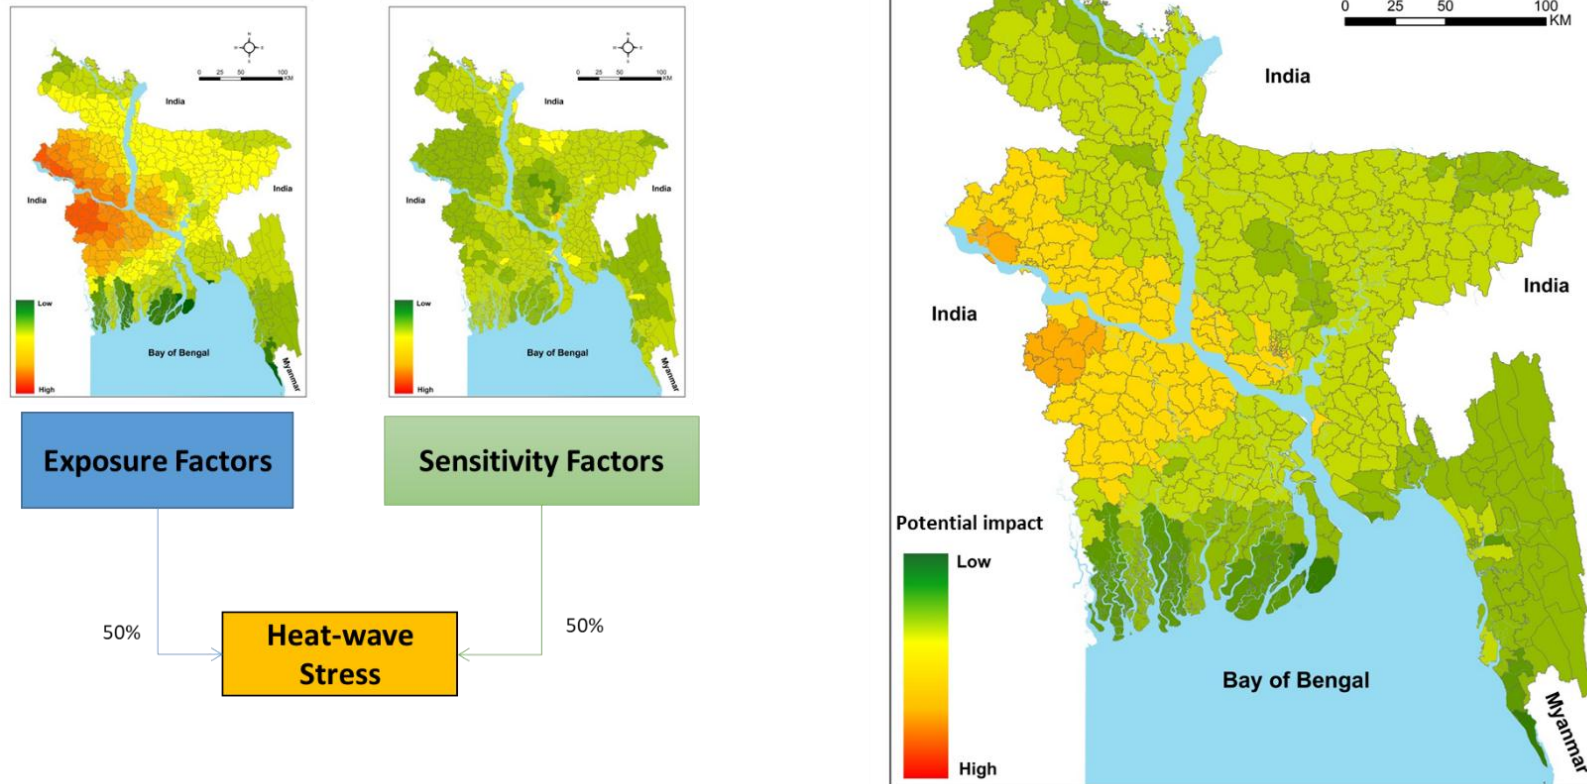 N
W
E
S
0 25 50 100
KM
India
India
India
Low
High
Bay of Bengal
Myanmar
N
W
E
S
0 25 50 100
KM
India
India
India
Low
High
Bay of Bengal
Myanmar
Exposure Factors
Sensitivity Factors
50%
50%
Heat-wave
Stress
0 25 50 100
KM
India
India
India
Potential impact
Low
High
Bay of Bengal
Myanmar